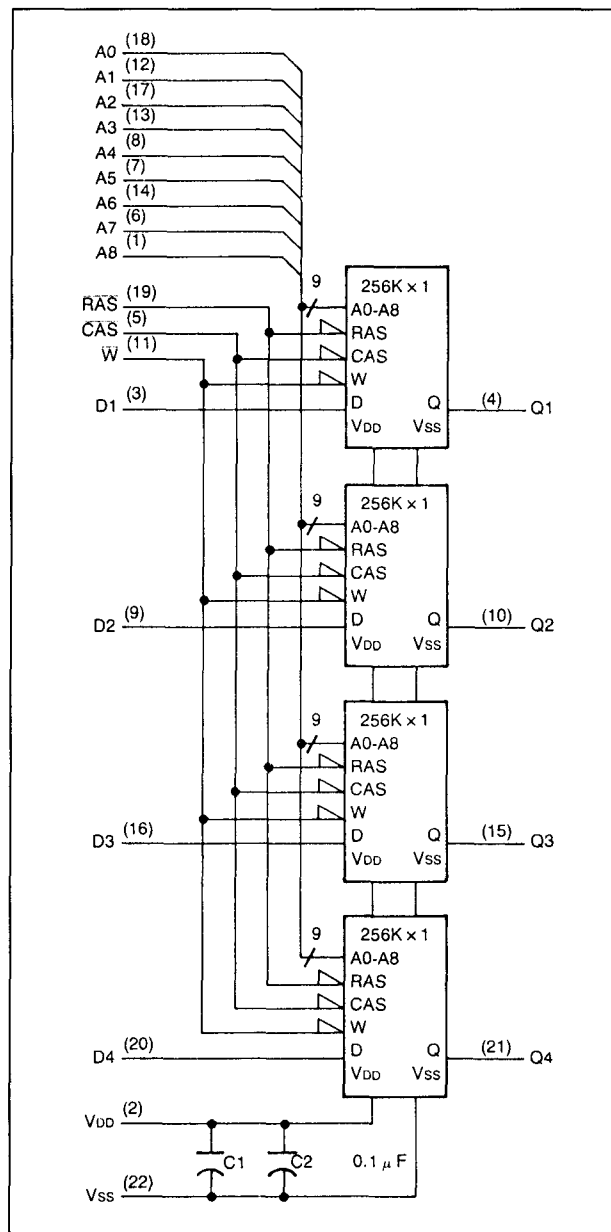 A0 (18)
A1 (12)
A2 (17)
A3 (13)
A4 (8)
A5 (7)
A6 (14)
A7 (6)
A8 (1)
R̅A̅S̅ (19)
C̅A̅S̅ (5)
W̅ (11)
D1 (3)
9
256K × 1
A0-A8
RAS
CAS
W
D Q
VDD VSS
(4) Q1
9
256K × 1
A0-A8
RAS
CAS
W
D2 (9)
D Q
VDD VSS
(10) Q2
9
256K × 1
A0-A8
RAS
CAS
W
D3 (16)
D Q
VDD VSS
(15) Q3
9
256K × 1
A0-A8
RAS
CAS
W
D4 (20)
D Q
VDD VSS
(21) Q4
VDD (2)
C1 C2 0.1 μF
VSS (22)